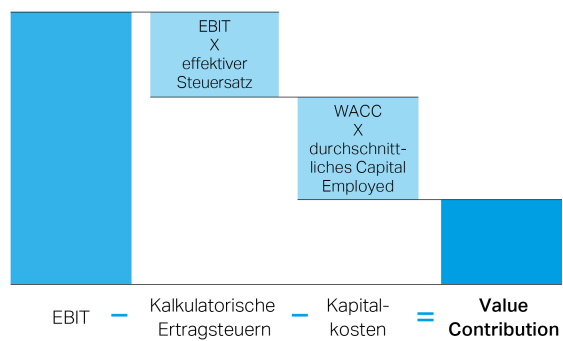 EBIT
X
effektiver
Steuersatz
WACC
X
durchschnitt-
liches Capital
Employed
EBIT – Kalkulatorische Ertragsteuern – Kapital-
kosten = Value
Contribution